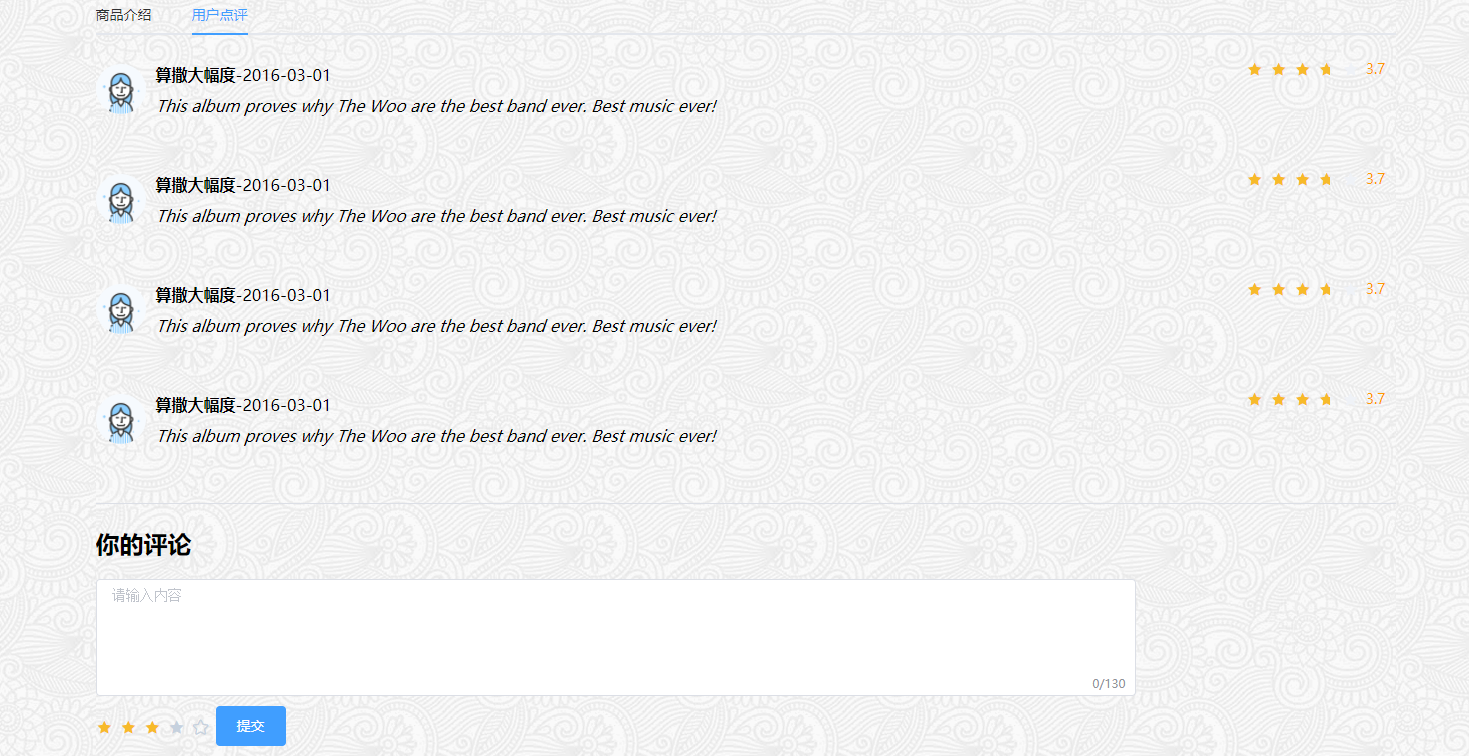 商品介绍 用户点评
算撒大幅度-2016-03-01 3.7
This album proves why The Woo are the best band ever. Best music ever!
算撒大幅度-2016-03-01 3.7
This album proves why The Woo are the best band ever. Best music ever!
算撒大幅度-2016-03-01 3.7
This album proves why The Woo are the best band ever. Best music ever!
算撒大幅度-2016-03-01 3.7
This album proves why The Woo are the best band ever. Best music ever!
你的评论
请输入内容
0/130
提交